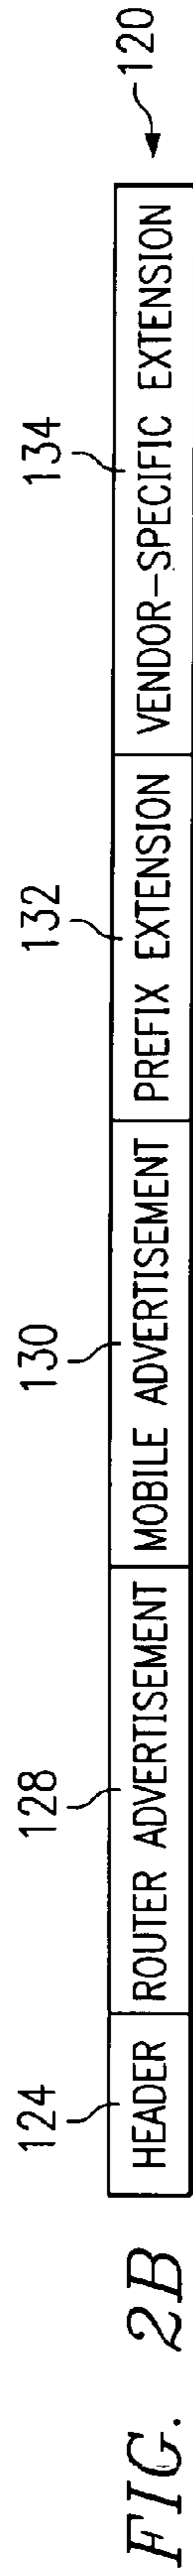 124 128 130 132 134
HEADER ROUTER ADVERTISEMENT MOBILE ADVERTISEMENT PREFIX EXTENSION VENDOR-SPECIFIC EXTENSION 120
FIG. 2B